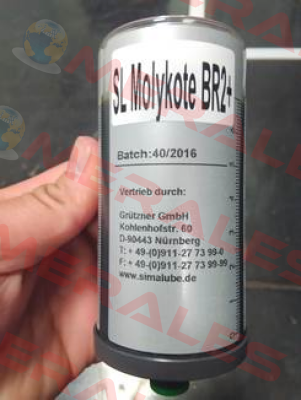 SL Molykote BR2+
Batch:40/2016
Vertrieb durch:
Grützner GmbH
Kohlenhofstr. 60
D-90443 Nürnberg
T: + 49-(0)911-27 73 99-0
F: + 49-(0)911-27 73 99-99
www.simalube.de